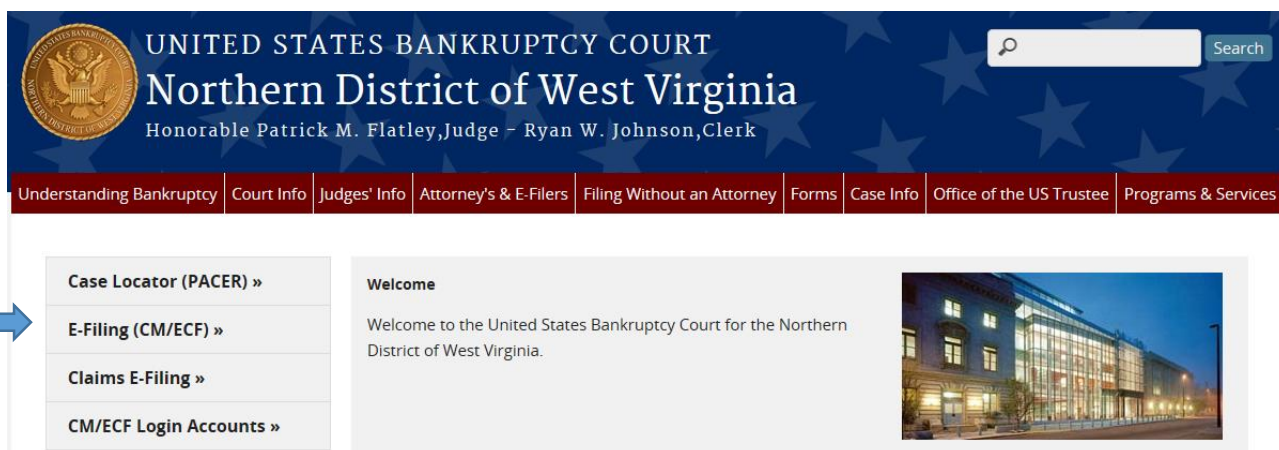 UNITED STATES BANKRUPTCY COURT
Northern District of West Virginia
Honorable Patrick M. Flatley,Judge - Ryan W. Johnson,Clerk
Search
Understanding Bankruptcy
Court Info
Judges' Info
Attorney's & E-Filers
Filing Without an Attorney
Forms
Case Info
Office of the US Trustee
Programs & Services
Case Locator (PACER) »
E-Filing (CM/ECF) »
Claims E-Filing »
CM/ECF Login Accounts »
Welcome
Welcome to the United States Bankruptcy Court for the Northern
District of West Virginia.